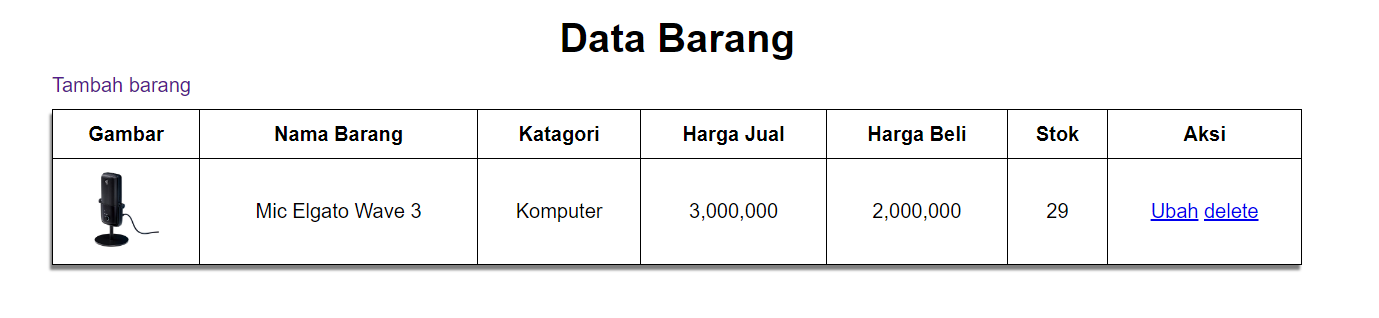 Data Barang
Tambah barang
Gambar Nama Barang Katagori Harga Jual Harga Beli Stok Aksi
Mic Elgato Wave 3 Komputer 3,000,000 2,000,000 29 Ubah delete